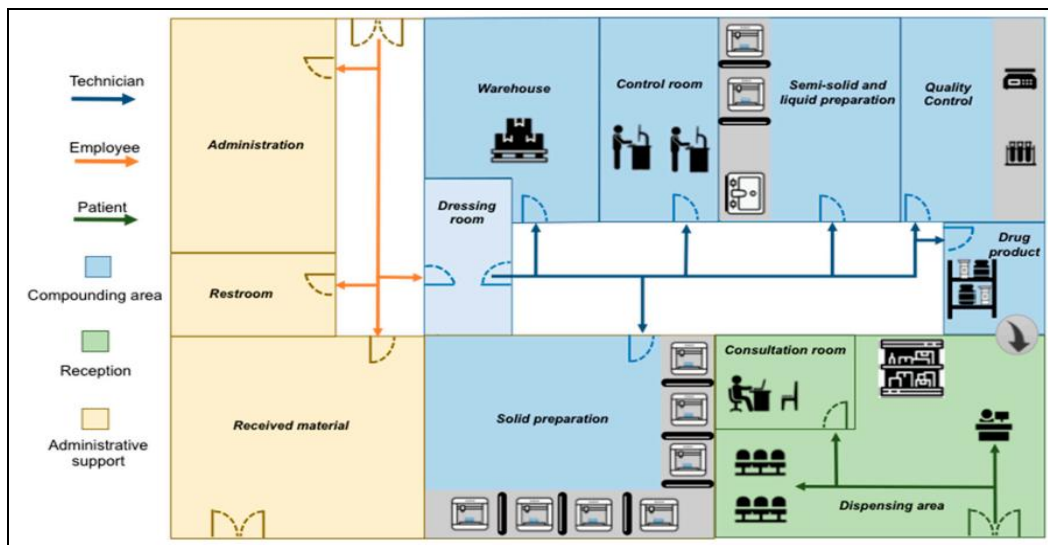 Technician
Employee
Patient
Compounding area
Reception
Administrative
support
Administration
Restroom
Received material
Warehouse
Control room
Semi-solid and
liquid preparation
Quality
Control
Dressing
room
Drug
product
Solid preparation
Consultation room
Dispensing area